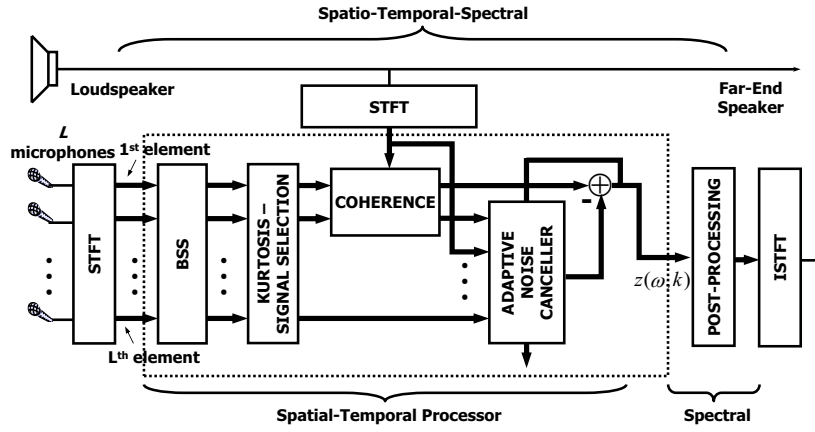 Spatio-Temporal-Spectral
Loudspeaker
Far-End
Speaker
STFT
L
microphones
1st element
STFT
BSS
KURTOSIS –
SIGNAL SELECTION
COHERENCE
ADAPTIVE
NOISE
CANCELLER
-
z(ω, k)
POST-PROCESSING
ISTFT
Lth element
Spatial-Temporal Processor
Spectral